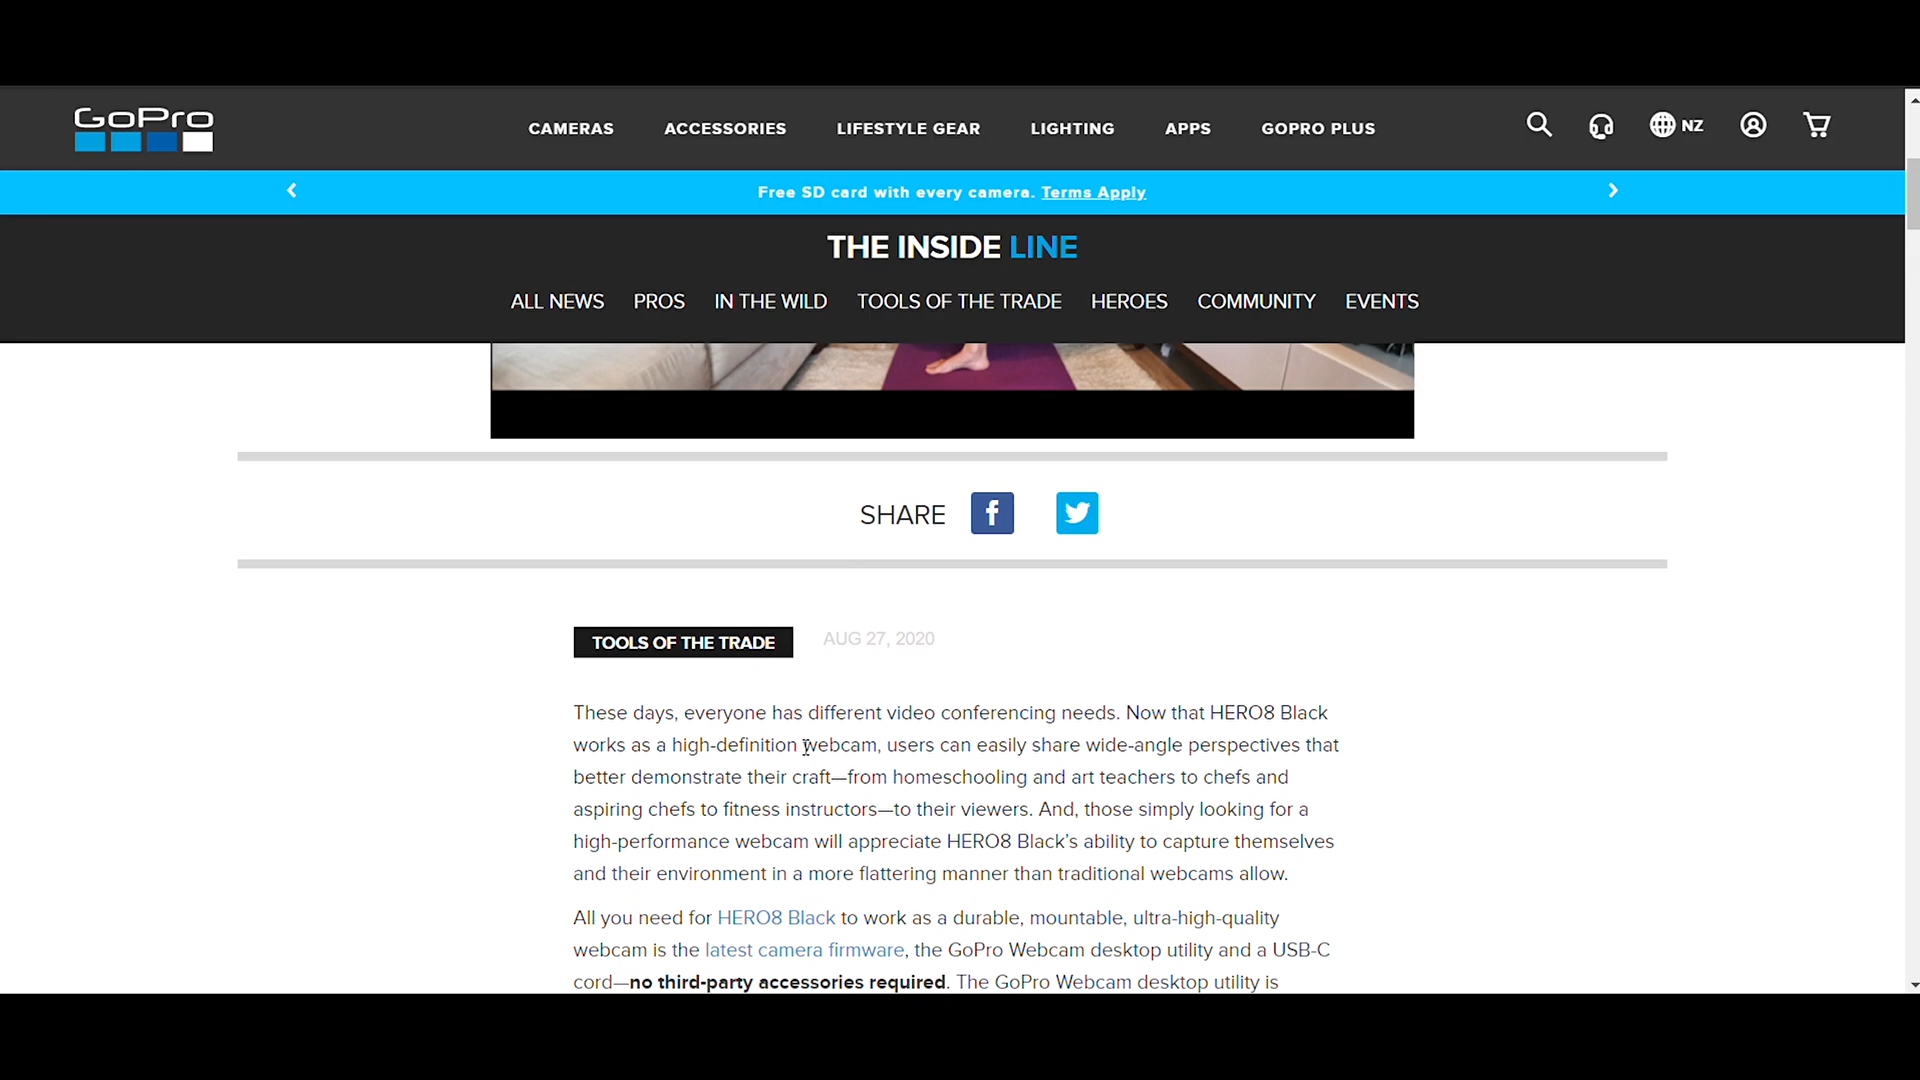 GoPro
CAMERAS ACCESSORIES LIFESTYLE GEAR LIGHTING APPS GOPRO PLUS NZ
Free SD card with every camera. Terms Apply
THE INSIDE LINE
ALL NEWS PROS IN THE WILD TOOLS OF THE TRADE HEROES COMMUNITY EVENTS
SHARE
TOOLS OF THE TRADE AUG 27, 2020
These days, everyone has different video conferencing needs. Now that HERO8 Black
works as a high-definition webcam, users can easily share wide-angle perspectives that
better demonstrate their craft—from homeschooling and art teachers to chefs and
aspiring chefs to fitness instructors—to their viewers. And, those simply looking for a
high-performance webcam will appreciate HERO8 Black's ability to capture themselves
and their environment in a more flattering manner than traditional webcams allow.
All you need for HERO8 Black to work as a durable, mountable, ultra-high-quality
webcam is the latest camera firmware, the GoPro Webcam desktop utility and a USB-C
cord—no third-party accessories required. The GoPro Webcam desktop utility is